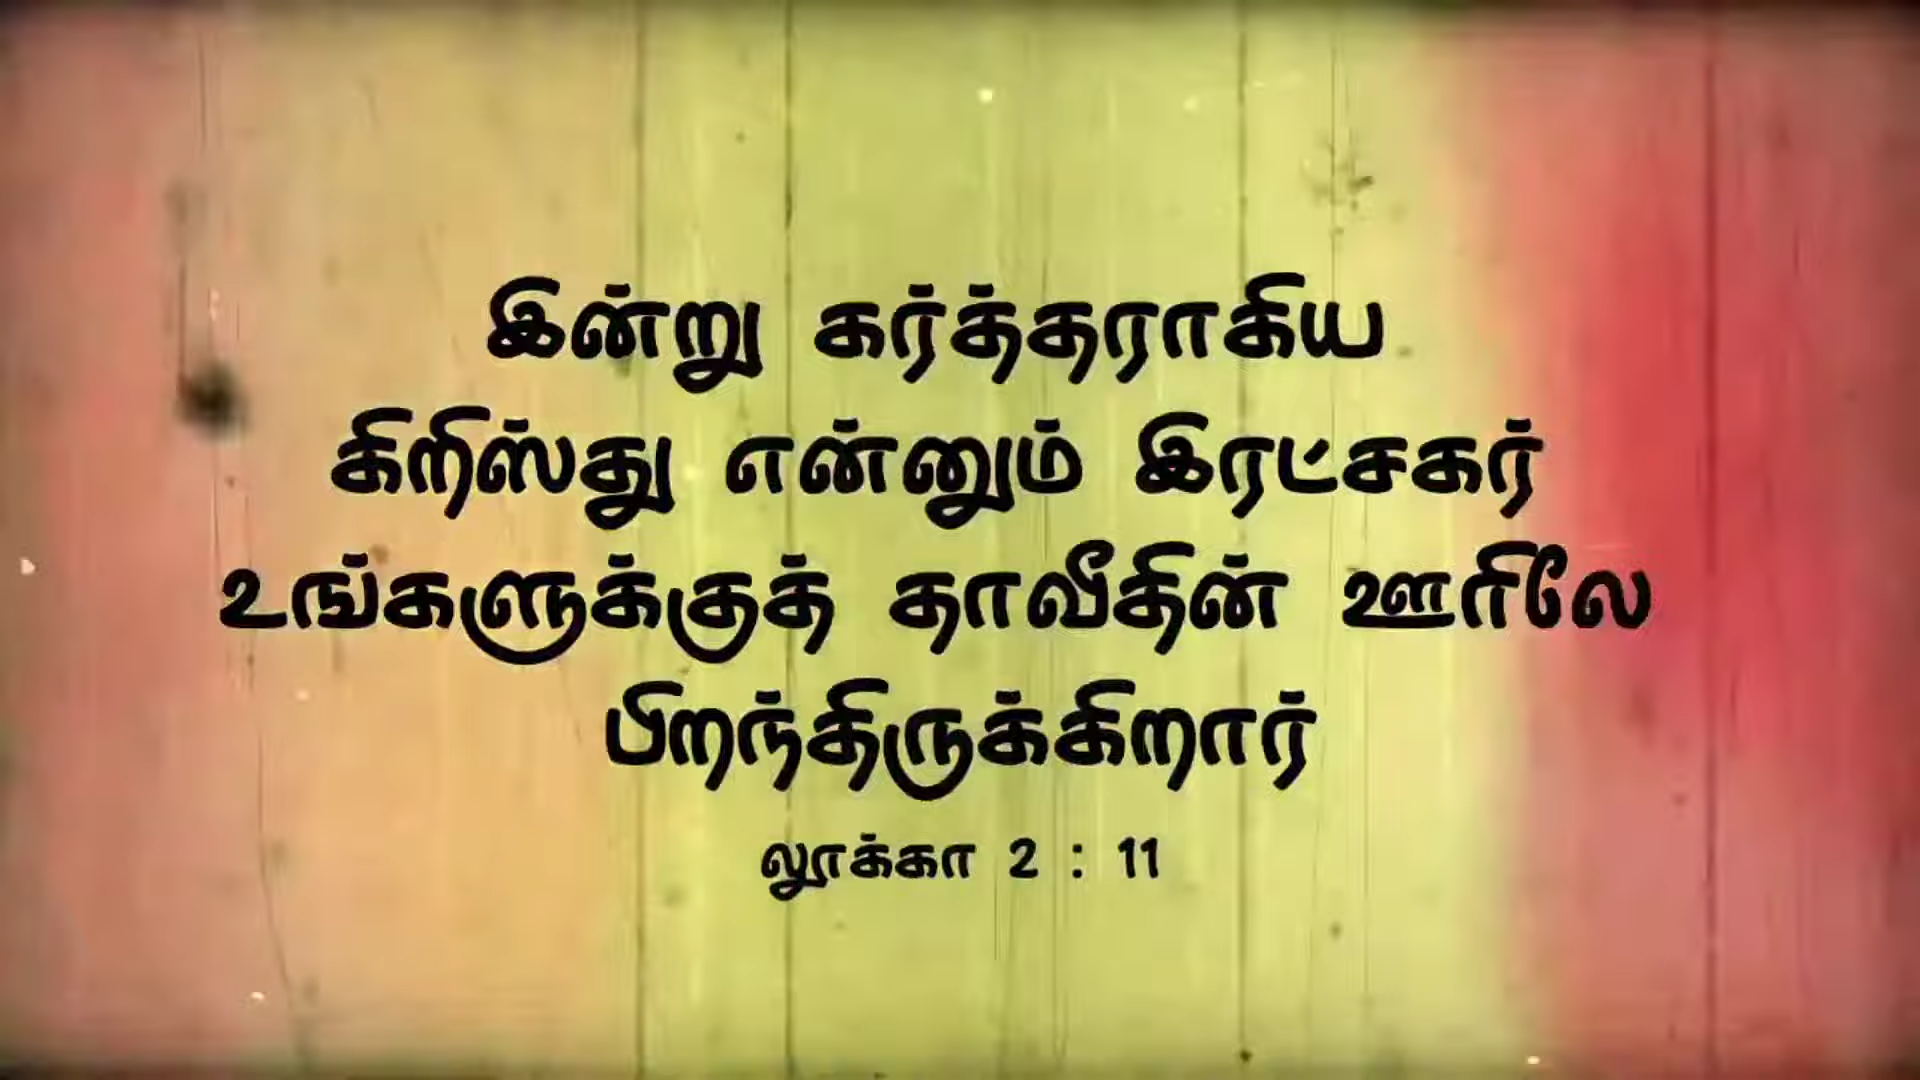 இன்று கர்த்தராகிய
கிறிஸ்து என்னும் இரட்சகர்
உங்களுக்குத் தாவீதின் ஊரிலே
பிறந்திருக்கிறார்
லூக்கா 2 : 11